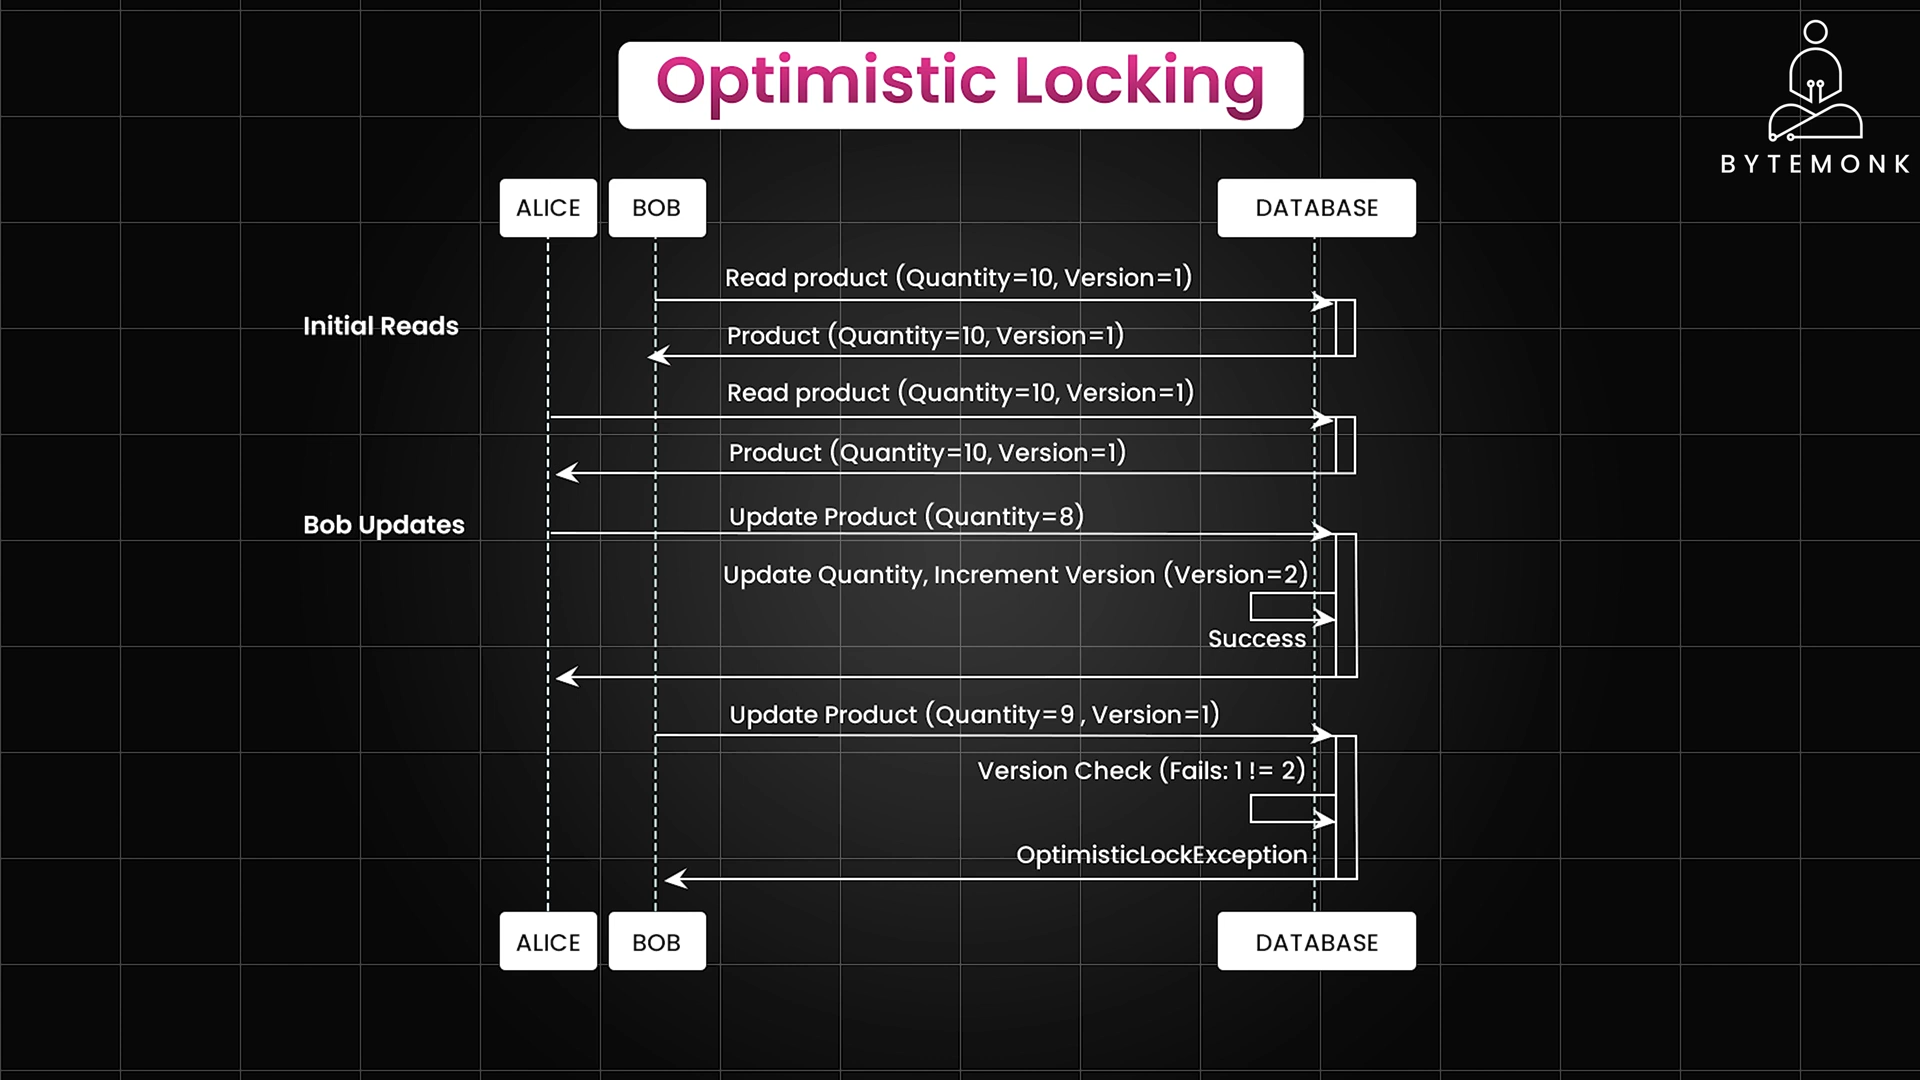 Optimistic Locking
BYTEMONK
ALICE
BOB
DATABASE
Read product (Quantity=10, Version=1)
Initial Reads
Product (Quantity=10, Version=1)
Read product (Quantity=10, Version=1)
Product (Quantity=10, Version=1)
Bob Updates
Update Product (Quantity=8)
Update Quantity, Increment Version (Version=2)
Success
Update Product (Quantity=9 , Version=1)
Version Check (Fails: 1 != 2)
OptimisticLockException
ALICE
BOB
DATABASE